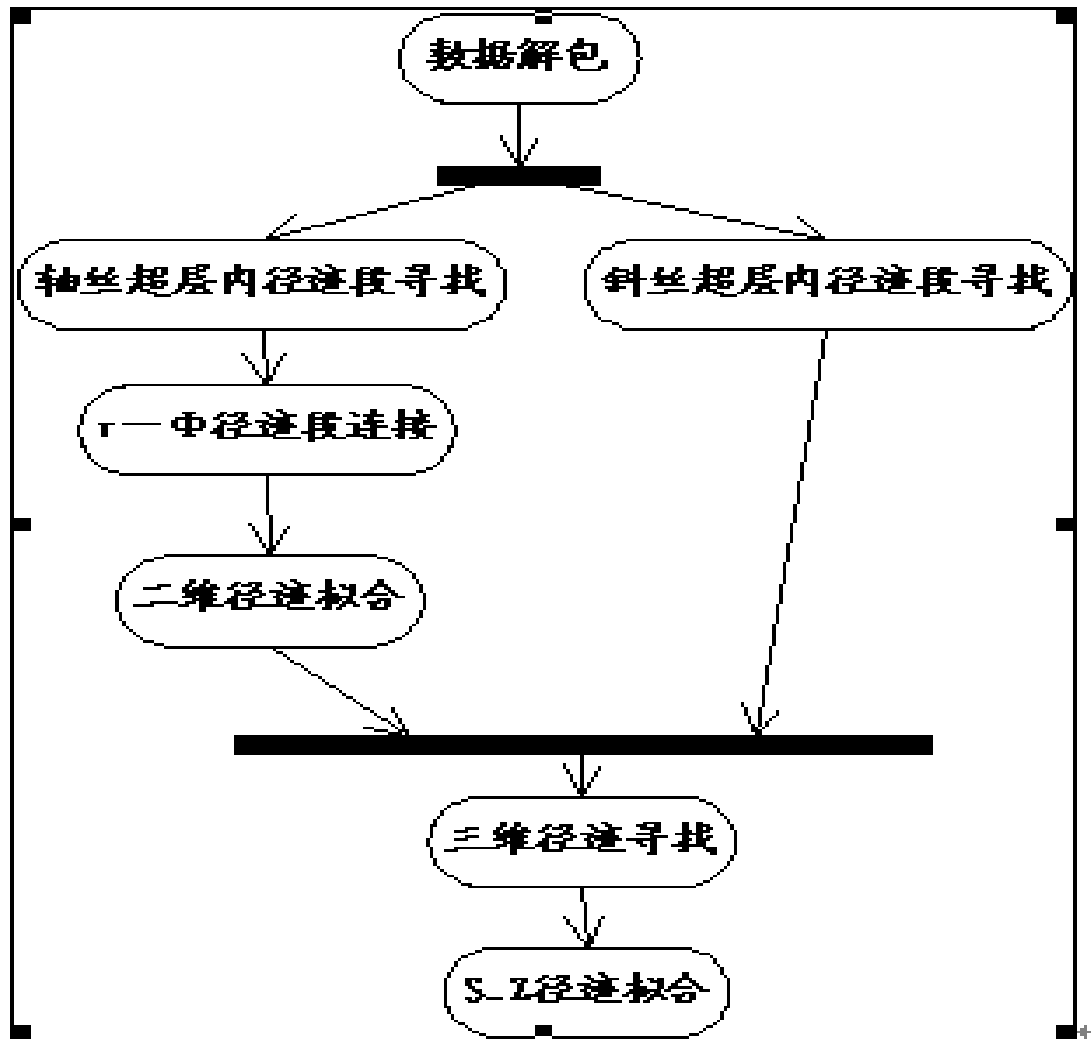 数据解包
轴丝超层内径迹段寻找
斜丝超层内径迹段寻找
r－Φ径迹段连接
二维径迹拟合
三维径迹寻找
S_Z径迹拟合